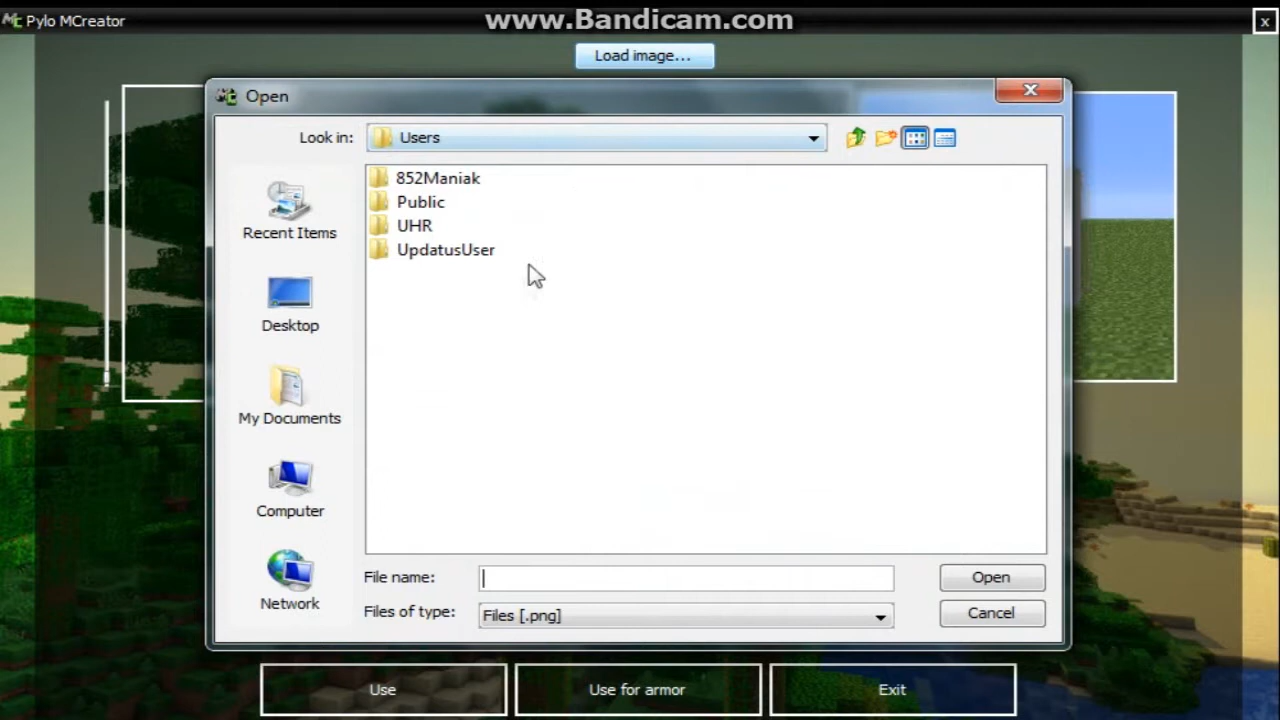 Pylo MCreator
www.Bandicam.com
x
Load image...
Open
Look in:
Users
852Maniak
Public
UHR
UpdatusUser
Recent Items
Desktop
My Documents
Computer
Network
File name:
Open
Files of type:
Files [.png]
Cancel
Use
Use for armor
Exit